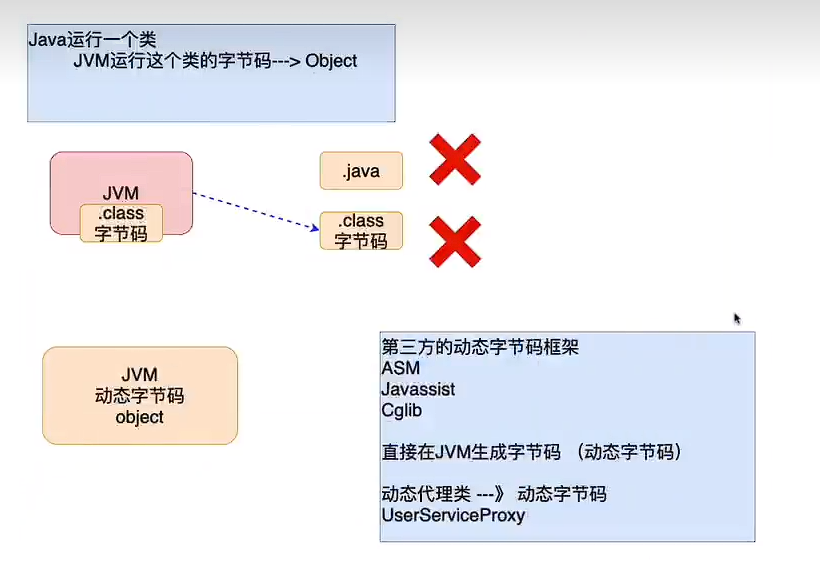 Java运行一个类
JVM运行这个类的字节码---> Object
JVM
.class
字节码
.java
.class
字节码
JVM
动态字节码
object
第三方的动态字节码框架
ASM
Javassist
Cglib
直接在JVM生成字节码 （动态字节码）
动态代理类 ---》 动态字节码
UserServiceProxy